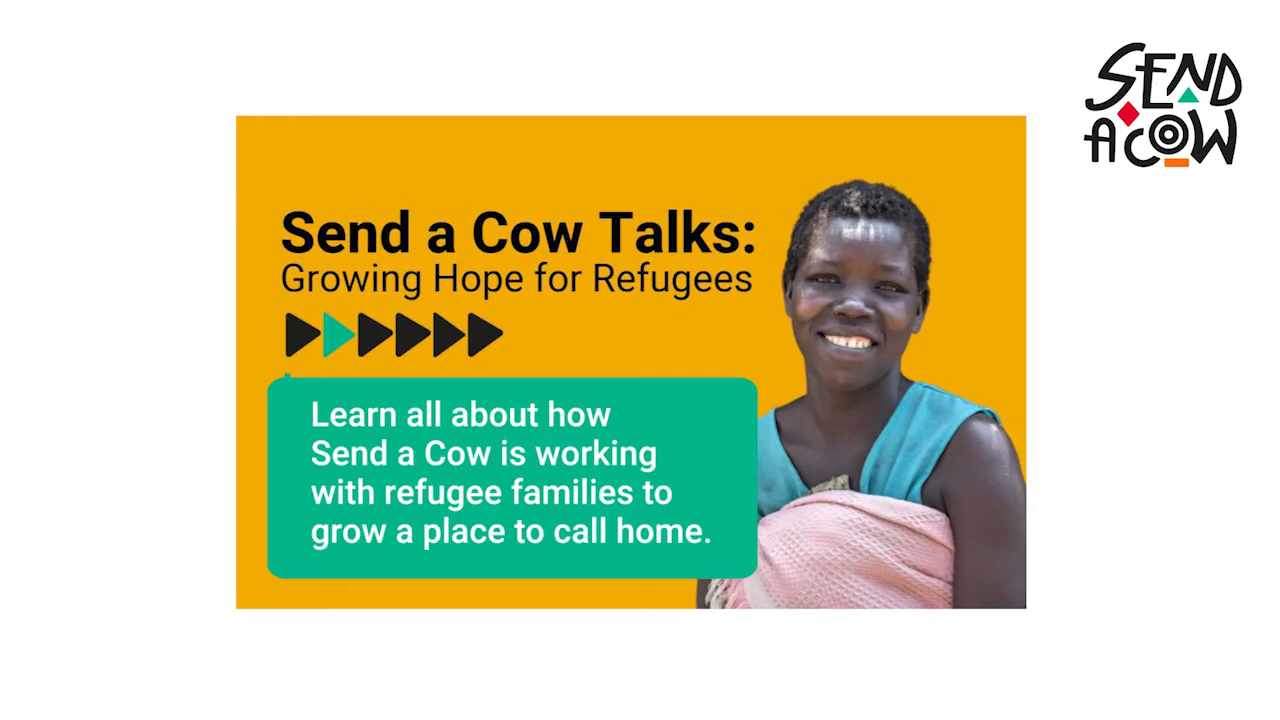 SEND
A COW
Send a Cow Talks:
Growing Hope for Refugees
Learn all about how
Send a Cow is working
with refugee families to
grow a place to call home.